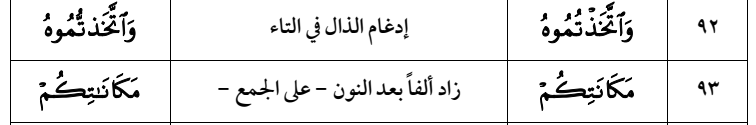 ٩٢ وَٱتَّخَذْتُمُوهُ إدغام الذال في التاء وَٱتَّخَذتُّمُوهُ
٩٣ مَكَانَتِكُمْ زاد ألفاً بعد النون – على الجمع – مَكَانَٰتِكُمْ